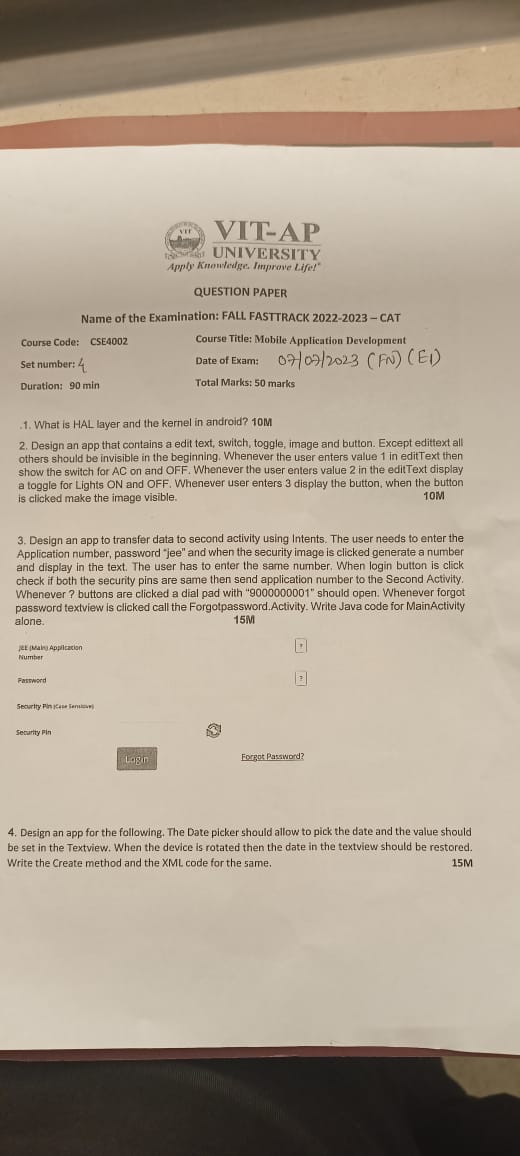 VIT-AP
UNIVERSITY
Apply Knowledge. Improve Life!
QUESTION PAPER
Name of the Examination: FALL FASTTRACK 2022-2023 – CAT
Course Code: CSE4002 Course Title: Mobile Application Development
Set number: 4 Date of Exam: 07/07/2023 (FN) (E1)
Duration: 90 min Total Marks: 50 marks
.1. What is HAL layer and the kernel in android? 10M
2. Design an app that contains a edit text, switch, toggle, image and button. Except edittext all
others should be invisible in the beginning. Whenever the user enters value 1 in editText then
show the switch for AC on and OFF. Whenever the user enters value 2 in the editText display
a toggle for Lights ON and OFF. Whenever user enters 3 display the button, when the button
is clicked make the image visible. 10M
3. Design an app to transfer data to second activity using Intents. The user needs to enter the
Application number, password "jee" and when the security image is clicked generate a number
and display in the text. The user has to enter the same number. When login button is click
check if both the security pins are same then send application number to the Second Activity.
Whenever ? buttons are clicked a dial pad with "9000000001" should open. Whenever forgot
password textview is clicked call the Forgotpassword.Activity. Write Java code for MainActivity
alone. 15M
JEE (Main) Application ?
Number
Password ?
Security Pin (Case Sensitive)
Security Pin
Login Forgot Password?
4. Design an app for the following. The Date picker should allow to pick the date and the value should
be set in the Textview. When the device is rotated then the date in the textview should be restored.
Write the Create method and the XML code for the same. 15M